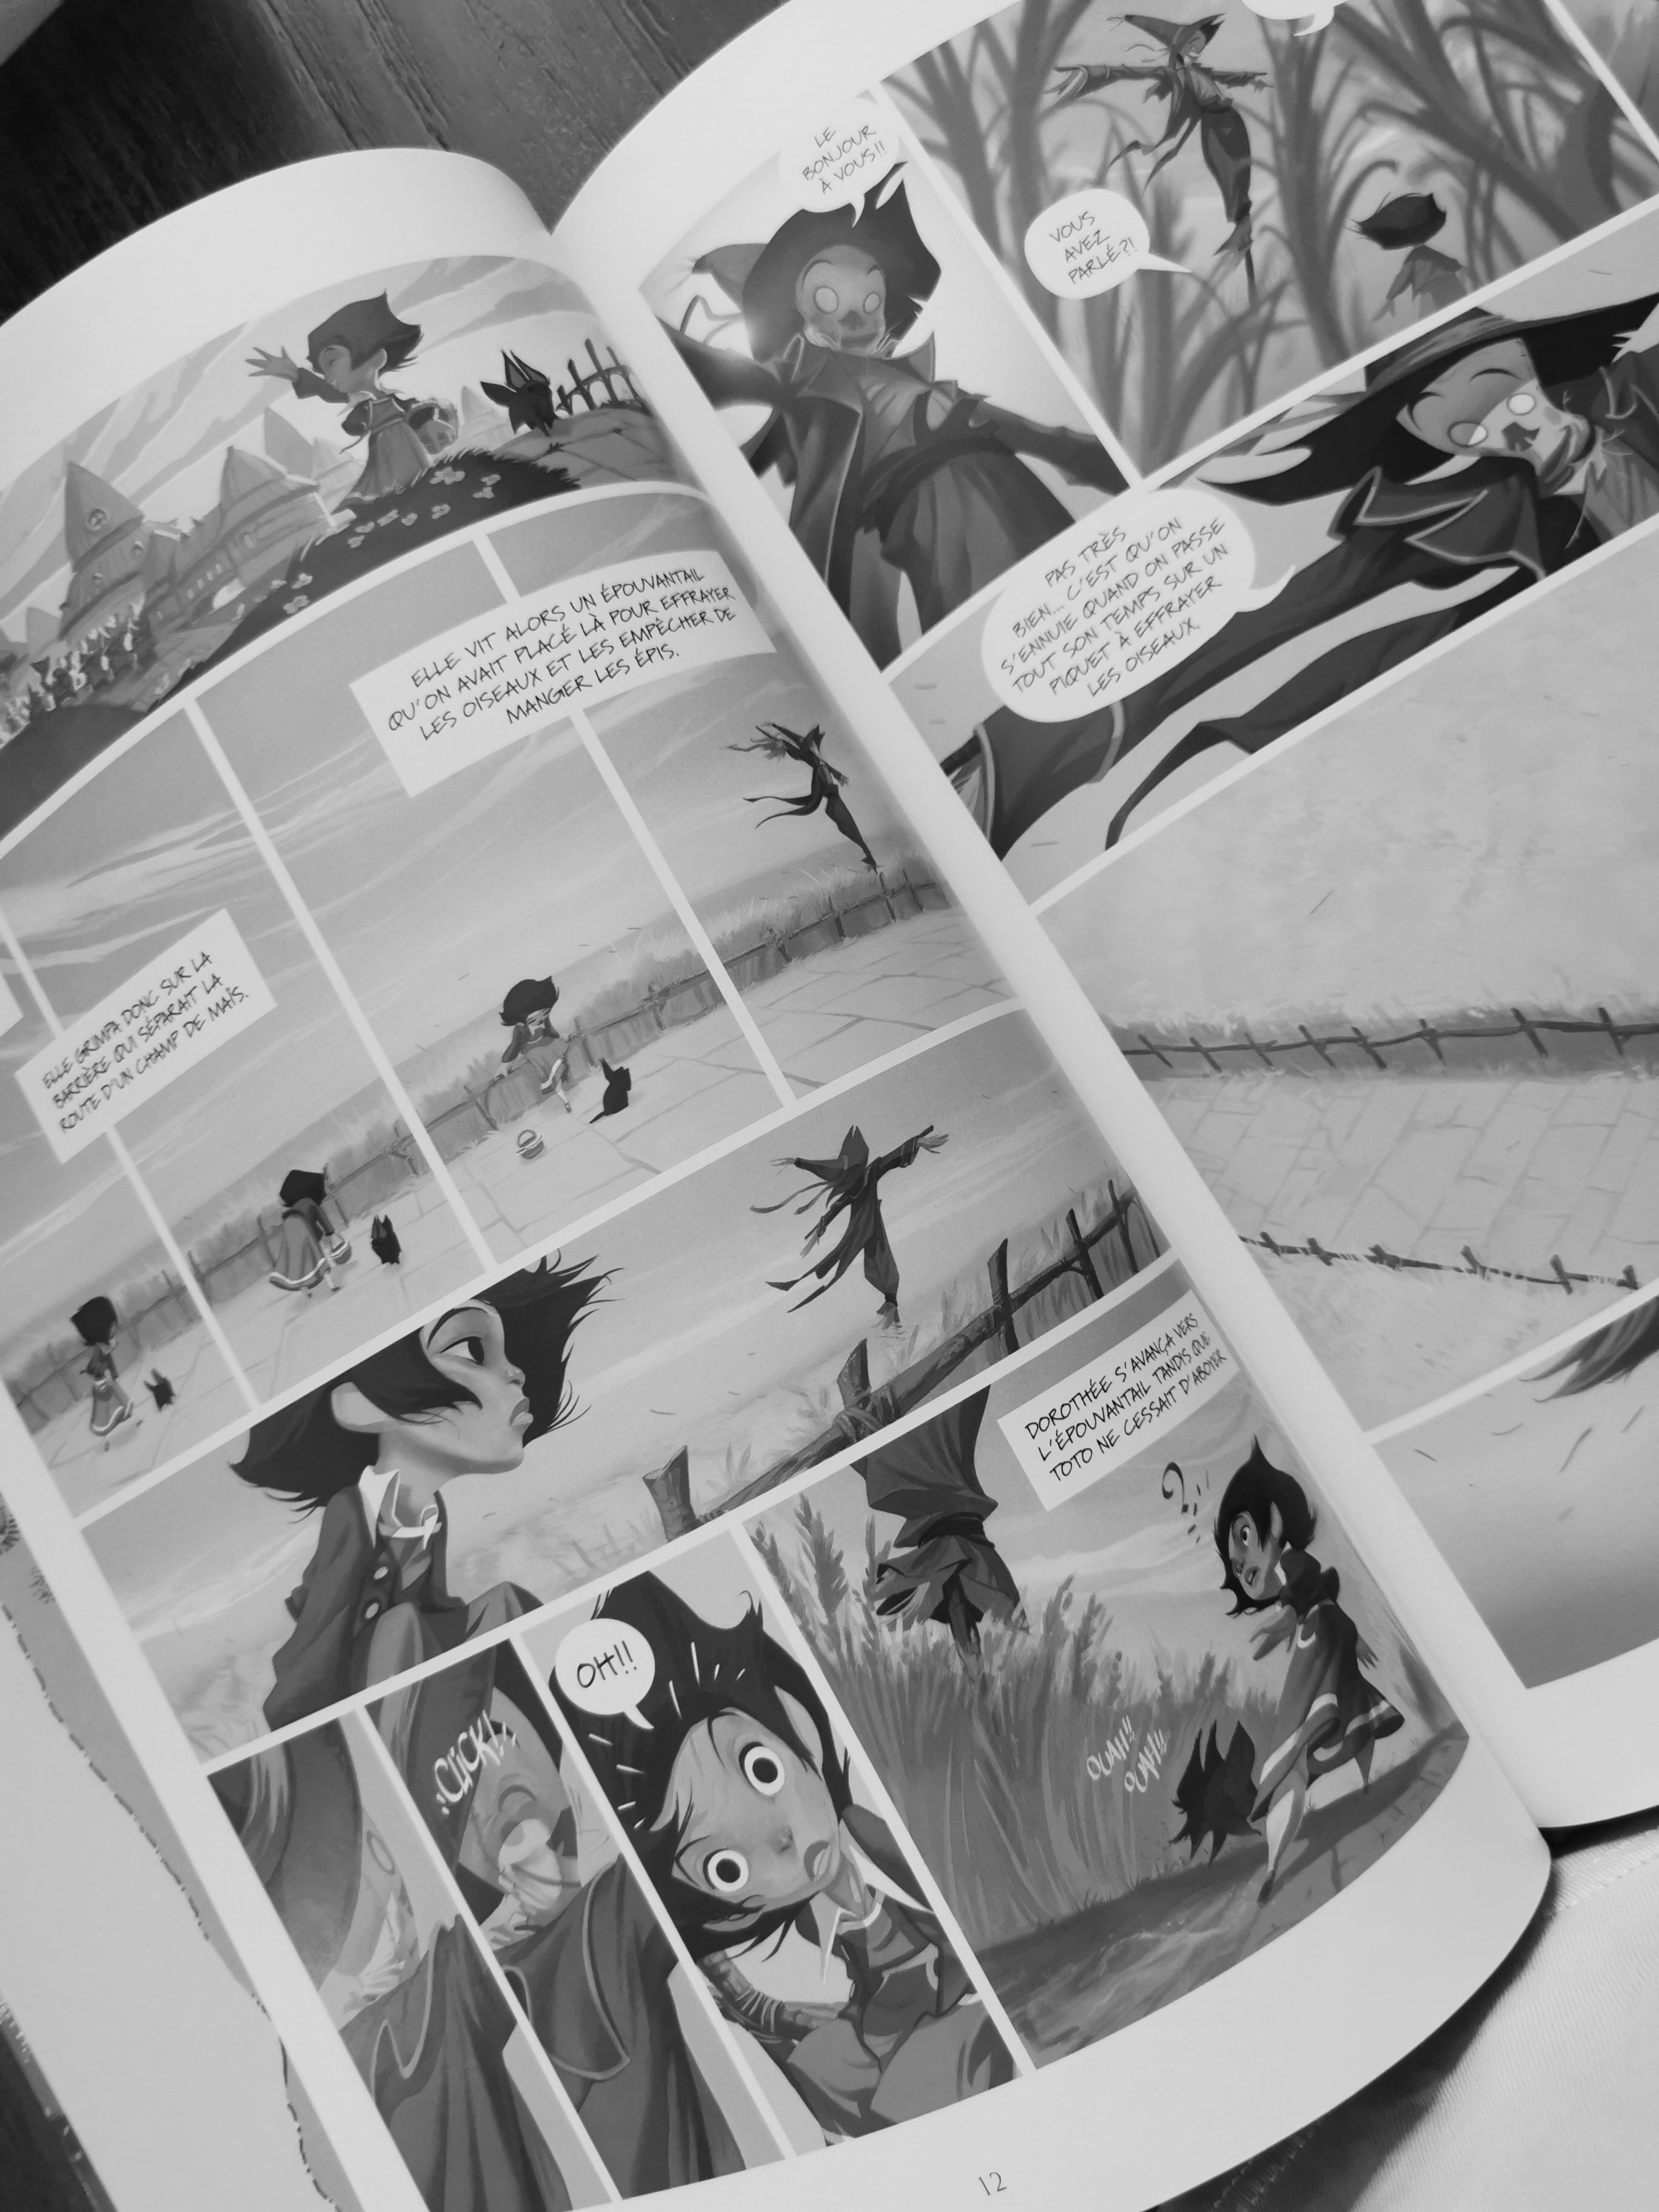 ELLE GRIMPA DONC SUR LA
BARRIÈRE QUI SÉPARAIT LA
ROUTE D'UN CHAMP DE MAÏS.
ELLE VIT ALORS UN ÉPOUVANTAIL
QU'ON AVAIT PLACÉ LÀ POUR EFFRAYER
LES OISEAUX ET LES EMPÊCHER DE
MANGER LES ÉPIS.
CLICK!!
OH!!
DOROTHÉE S'AVANÇA VERS
L'ÉPOUVANTAIL TANDIS QUE
TOTO NE CESSAIT D'ABOYER
?
OUAH!!
OUAH!!
12
LE
BONJOUR
À VOUS!!
VOUS
AVEZ
PARLÉ?!
PAS TRÈS
BIEN... C'EST QU'ON
S'ENNUIE QUAND ON PASSE
TOUT SON TEMPS SUR UN
PIQUET À EFFRAYER
LES OISEAUX.